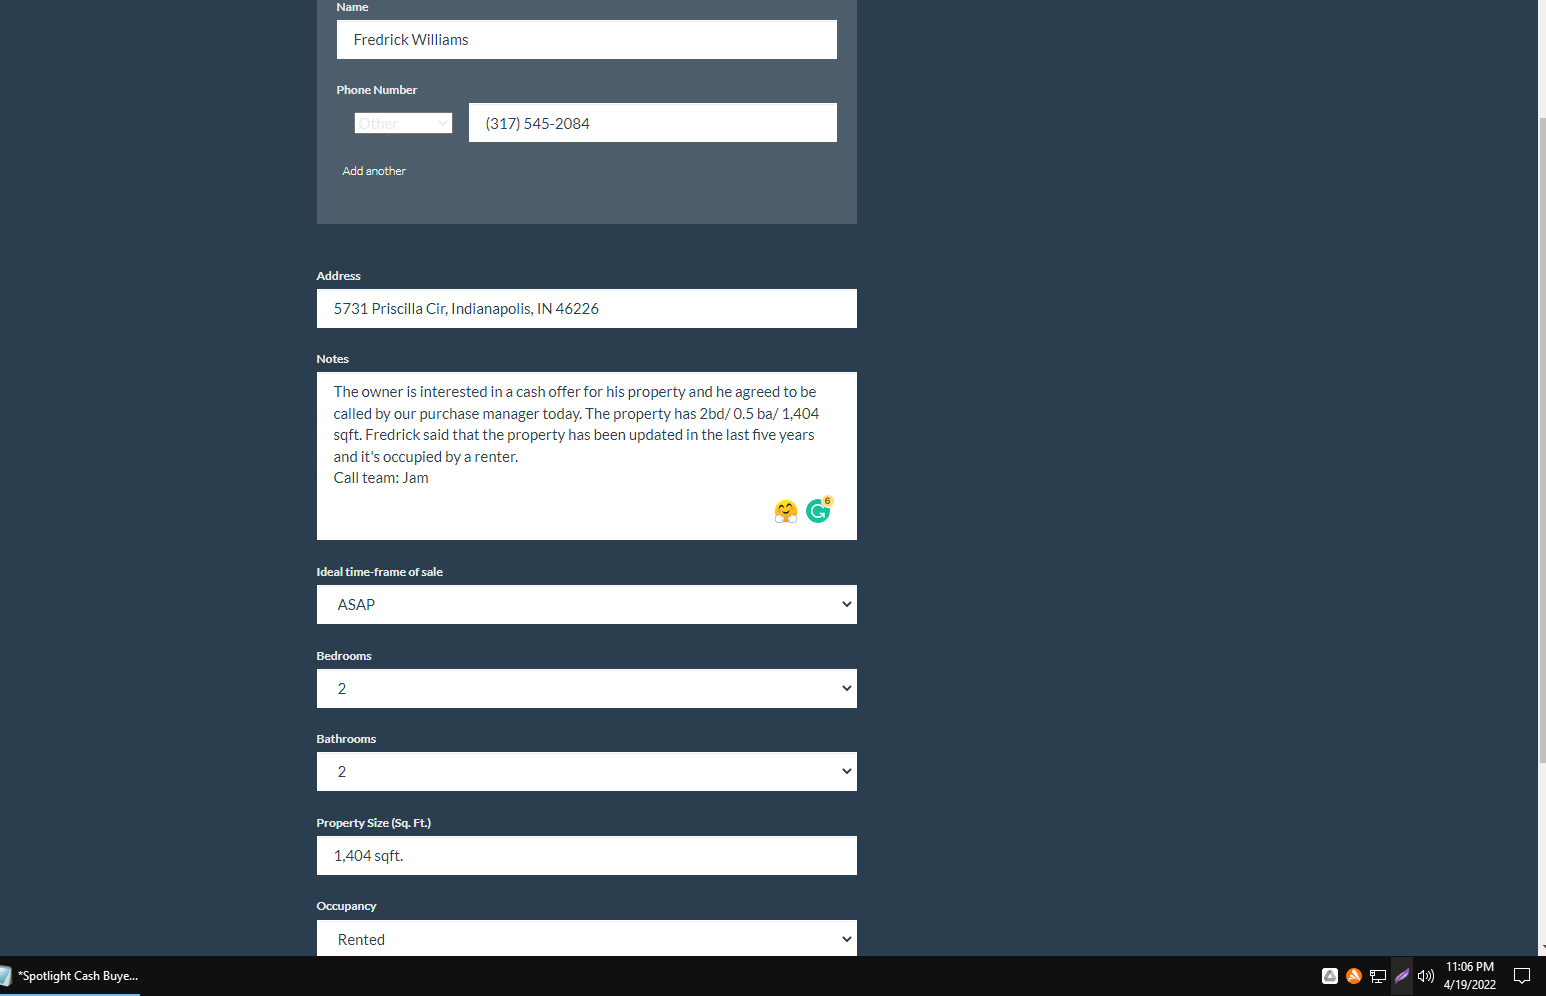 Name
Fredrick Williams
Phone Number
Other
(317) 545-2084
Add another
Address
5731 Priscilla Cir, Indianapolis, IN 46226
Notes
The owner is interested in a cash offer for his property and he agreed to be
called by our purchase manager today. The property has 2bd/ 0.5 ba/ 1,404
sqft. Fredrick said that the property has been updated in the last five years
and it's occupied by a renter.
Call team: Jam
6
Ideal time-frame of sale
ASAP
Bedrooms
2
Bathrooms
2
Property Size (Sq. Ft.)
1,404 sqft.
Occupancy
Rented
*Spotlight Cash Buye...
11:06 PM
4/19/2022